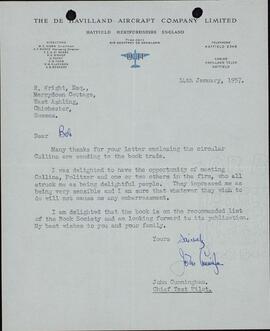 THE DE HAVILLAND AIRCRAFT COMPANY LIMITED
HATFIELD HERTFORDSHIRE ENGLAND
DIRECTORS
TELEPHONE
HATFIELD 2345
14th January, 1957.
R. Wright, Esq.,
Merrydown Cottage,
East Ashling,
Chichester,
Sussex.
Dear Bob
Many thanks for your letter enclosing the circular
Collins are sending to the book trade.
I was delighted to have the opportunity of meeting
Collins, Politzer and one or two others in the firm, who all
struck me as being delightful people. They impressed me as
being very sensible and I am sure that whatever they wish to
do will not cause me any embarrassment.
I am delighted that the book is on the recommended list
of the Book Society and am looking forward to its publication.
My best wishes to you and your family.
Yours
sincerely
John Cunningham
John Cunningham,
Chief Test Pilot.